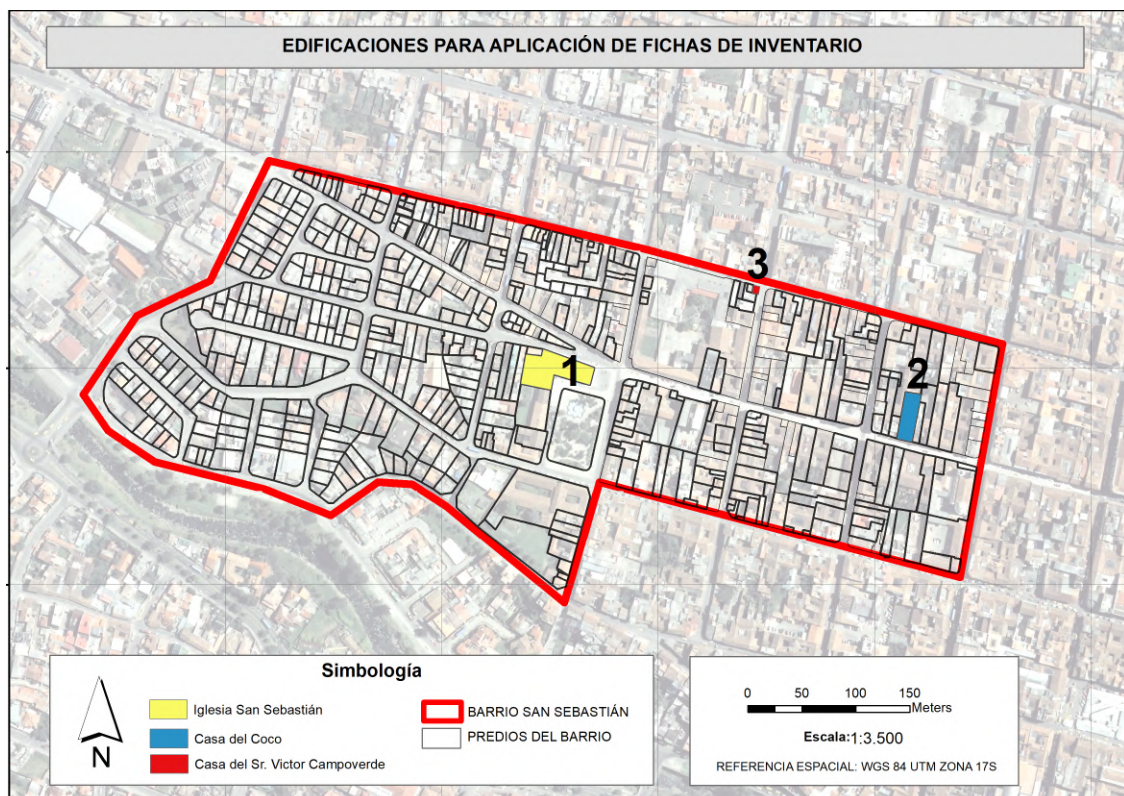 EDIFICACIONES PARA APLICACIÓN DE FICHAS DE INVENTARIO
3
1
2
Simbología
Iglesia San Sebastián
Casa del Coco
Casa del Sr. Victor Campoverde
BARRIO SAN SEBASTIÁN
PREDIOS DEL BARRIO
N
0 50 100 150
Meters
Escala:1:3.500
REFERENCIA ESPACIAL: WGS 84 UTM ZONA 17S